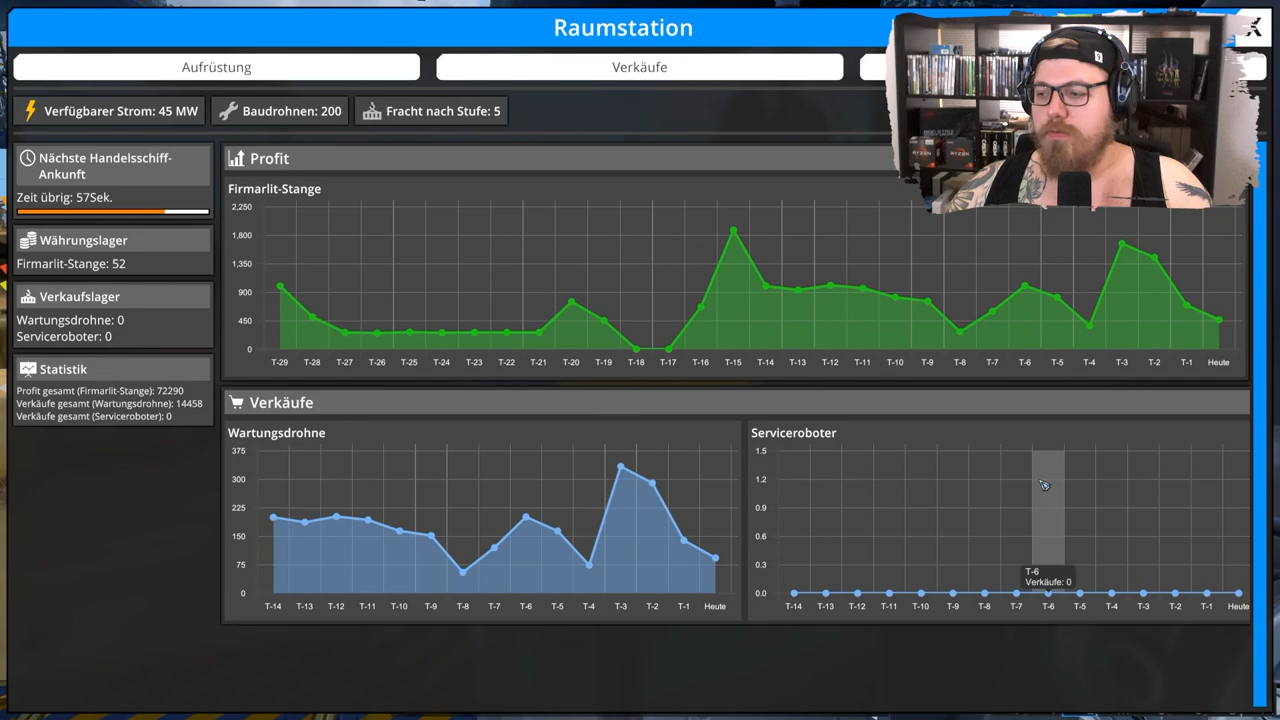 Raumstation
Aufrüstung
Verkäufe
Verfügbarer Strom: 45 MW
Baudrohnen: 200
Fracht nach Stufe: 5
Nächste Handelsschiff-
Ankunft
Zeit übrig: 57Sek.
Währungslager
Firmarlit-Stange: 52
Verkaufslager
Wartungsdrohne: 0
Serviceroboter: 0
Statistik
Profit gesamt (Firmarlit-Stange): 72290
Verkäufe gesamt (Wartungsdrohne): 14458
Verkäufe gesamt (Serviceroboter): 0
Profit
Firmarlit-Stange
2,250
1,800
1,350
900
450
0
T-29 T-28 T-27 T-26 T-25 T-24 T-23 T-22 T-21 T-20 T-19 T-18 T-17 T-16 T-15 T-14 T-13 T-12 T-11 T-10 T-9 T-8 T-7 T-6 T-5 T-4 T-3 T-2 T-1 Heute
Verkäufe
Wartungsdrohne
375
300
225
150
75
0
T-14 T-13 T-12 T-11 T-10 T-9 T-8 T-7 T-6 T-5 T-4 T-3 T-2 T-1 Heute
Serviceroboter
1.5
1.2
0.9
0.6
0.3
0.0
T-6
Verkäufe: 0
T-14 T-13 T-12 T-11 T-10 T-9 T-8 T-7 T-6 T-5 T-4 T-3 T-2 T-1 Heute
RYZEN
RYZEN